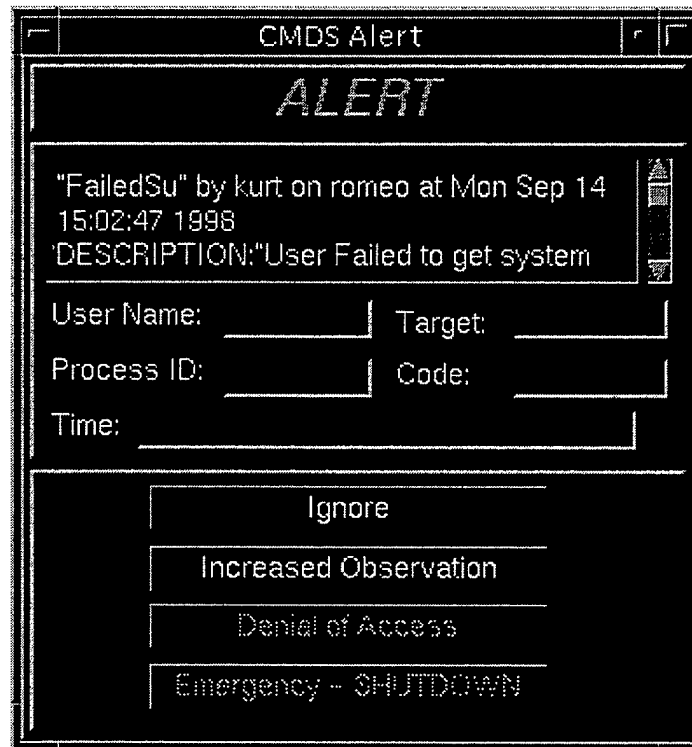 CMDS Alert
ALERT
"FailedSu" by kurt on romeo at Mon Sep 14
15:02:47 1998
'DESCRIPTION:"User Failed to get system
User Name: Target:
Process ID: Code:
Time:
Ignore
Increased Observation
Denial of Access
Emergency - SHUTDOWN